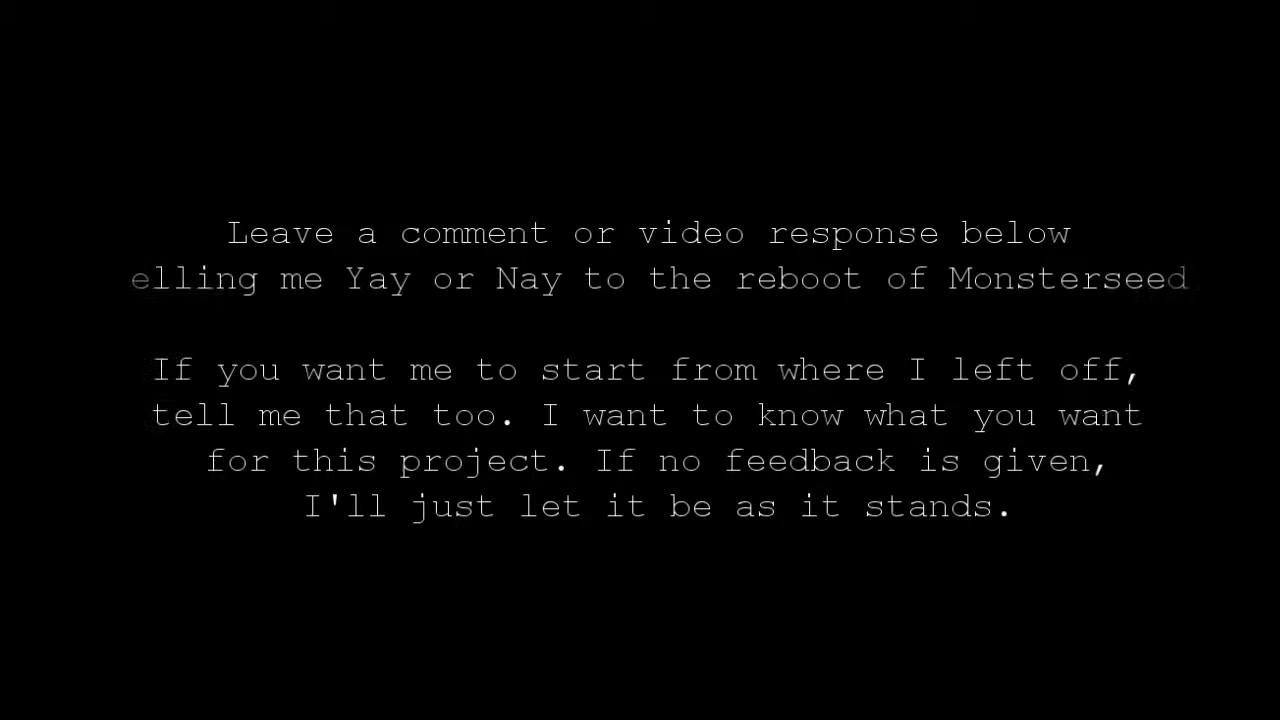 Leave a comment or video response below
elling me Yay or Nay to the reboot of Monsterseed
If you want me to start from where I left off,
tell me that too. I want to know what you want
for this project. If no feedback is given,
I'll just let it be as it stands.